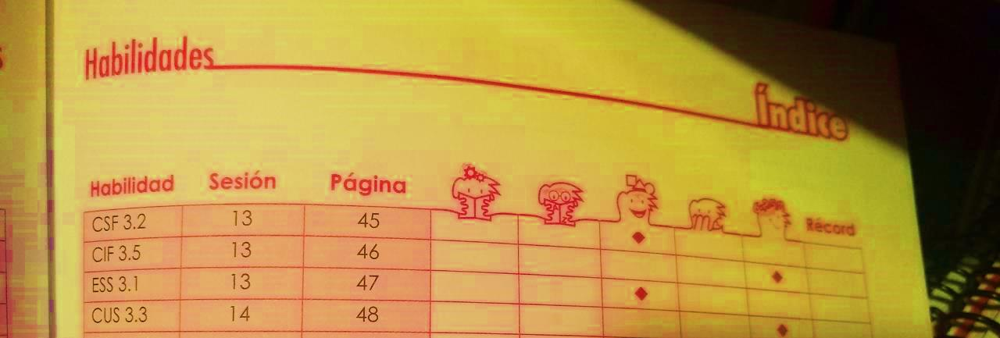 Habilidades
Índice
Habilidad Sesión Página Récord
CSF 3.2 13 45
CIF 3.5 13 46
ESS 3.1 13 47
CUS 3.3 14 48